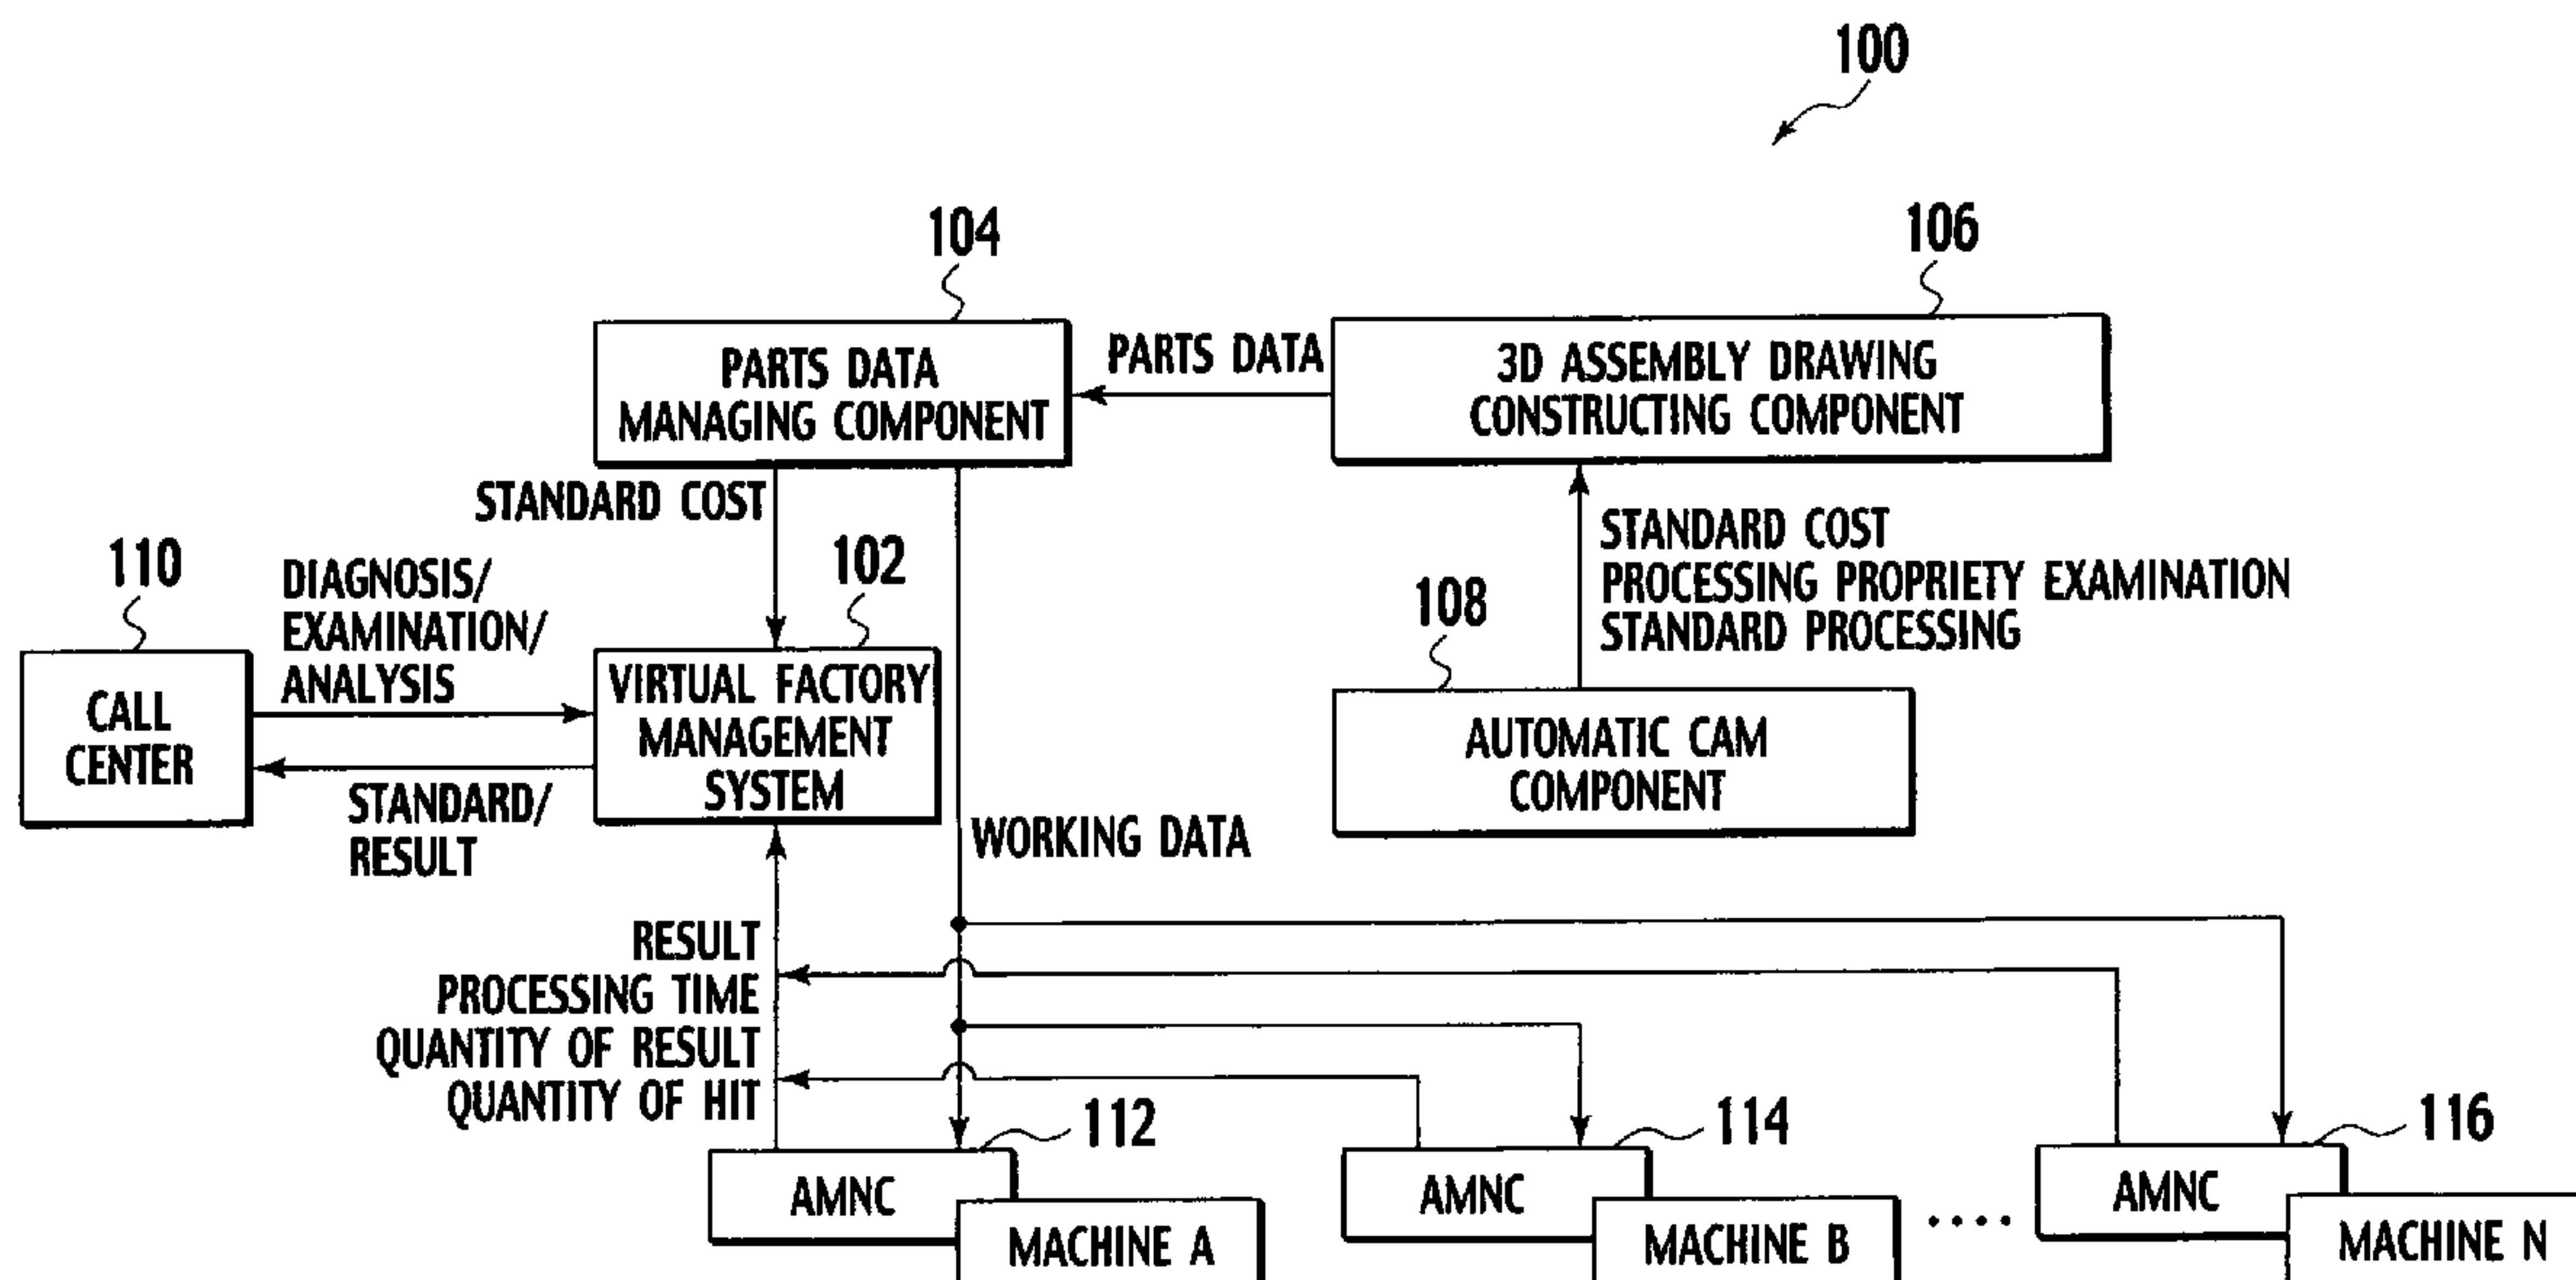 100
104
106
PARTS DATA
MANAGING COMPONENT
PARTS DATA
3D ASSEMBLY DRAWING
CONSTRUCTING COMPONENT
STANDARD COST
STANDARD COST
PROCESSING PROPRIETY EXAMINATION
STANDARD PROCESSING
110
DIAGNOSIS/
EXAMINATION/
ANALYSIS
102
108
CALL
CENTER
VIRTUAL FACTORY
MANAGEMENT
SYSTEM
AUTOMATIC CAM
COMPONENT
STANDARD/
RESULT
WORKING DATA
RESULT
PROCESSING TIME
QUANTITY OF RESULT
QUANTITY OF HIT
112
114
116
AMNC
MACHINE A
AMNC
MACHINE B
....
AMNC
MACHINE N